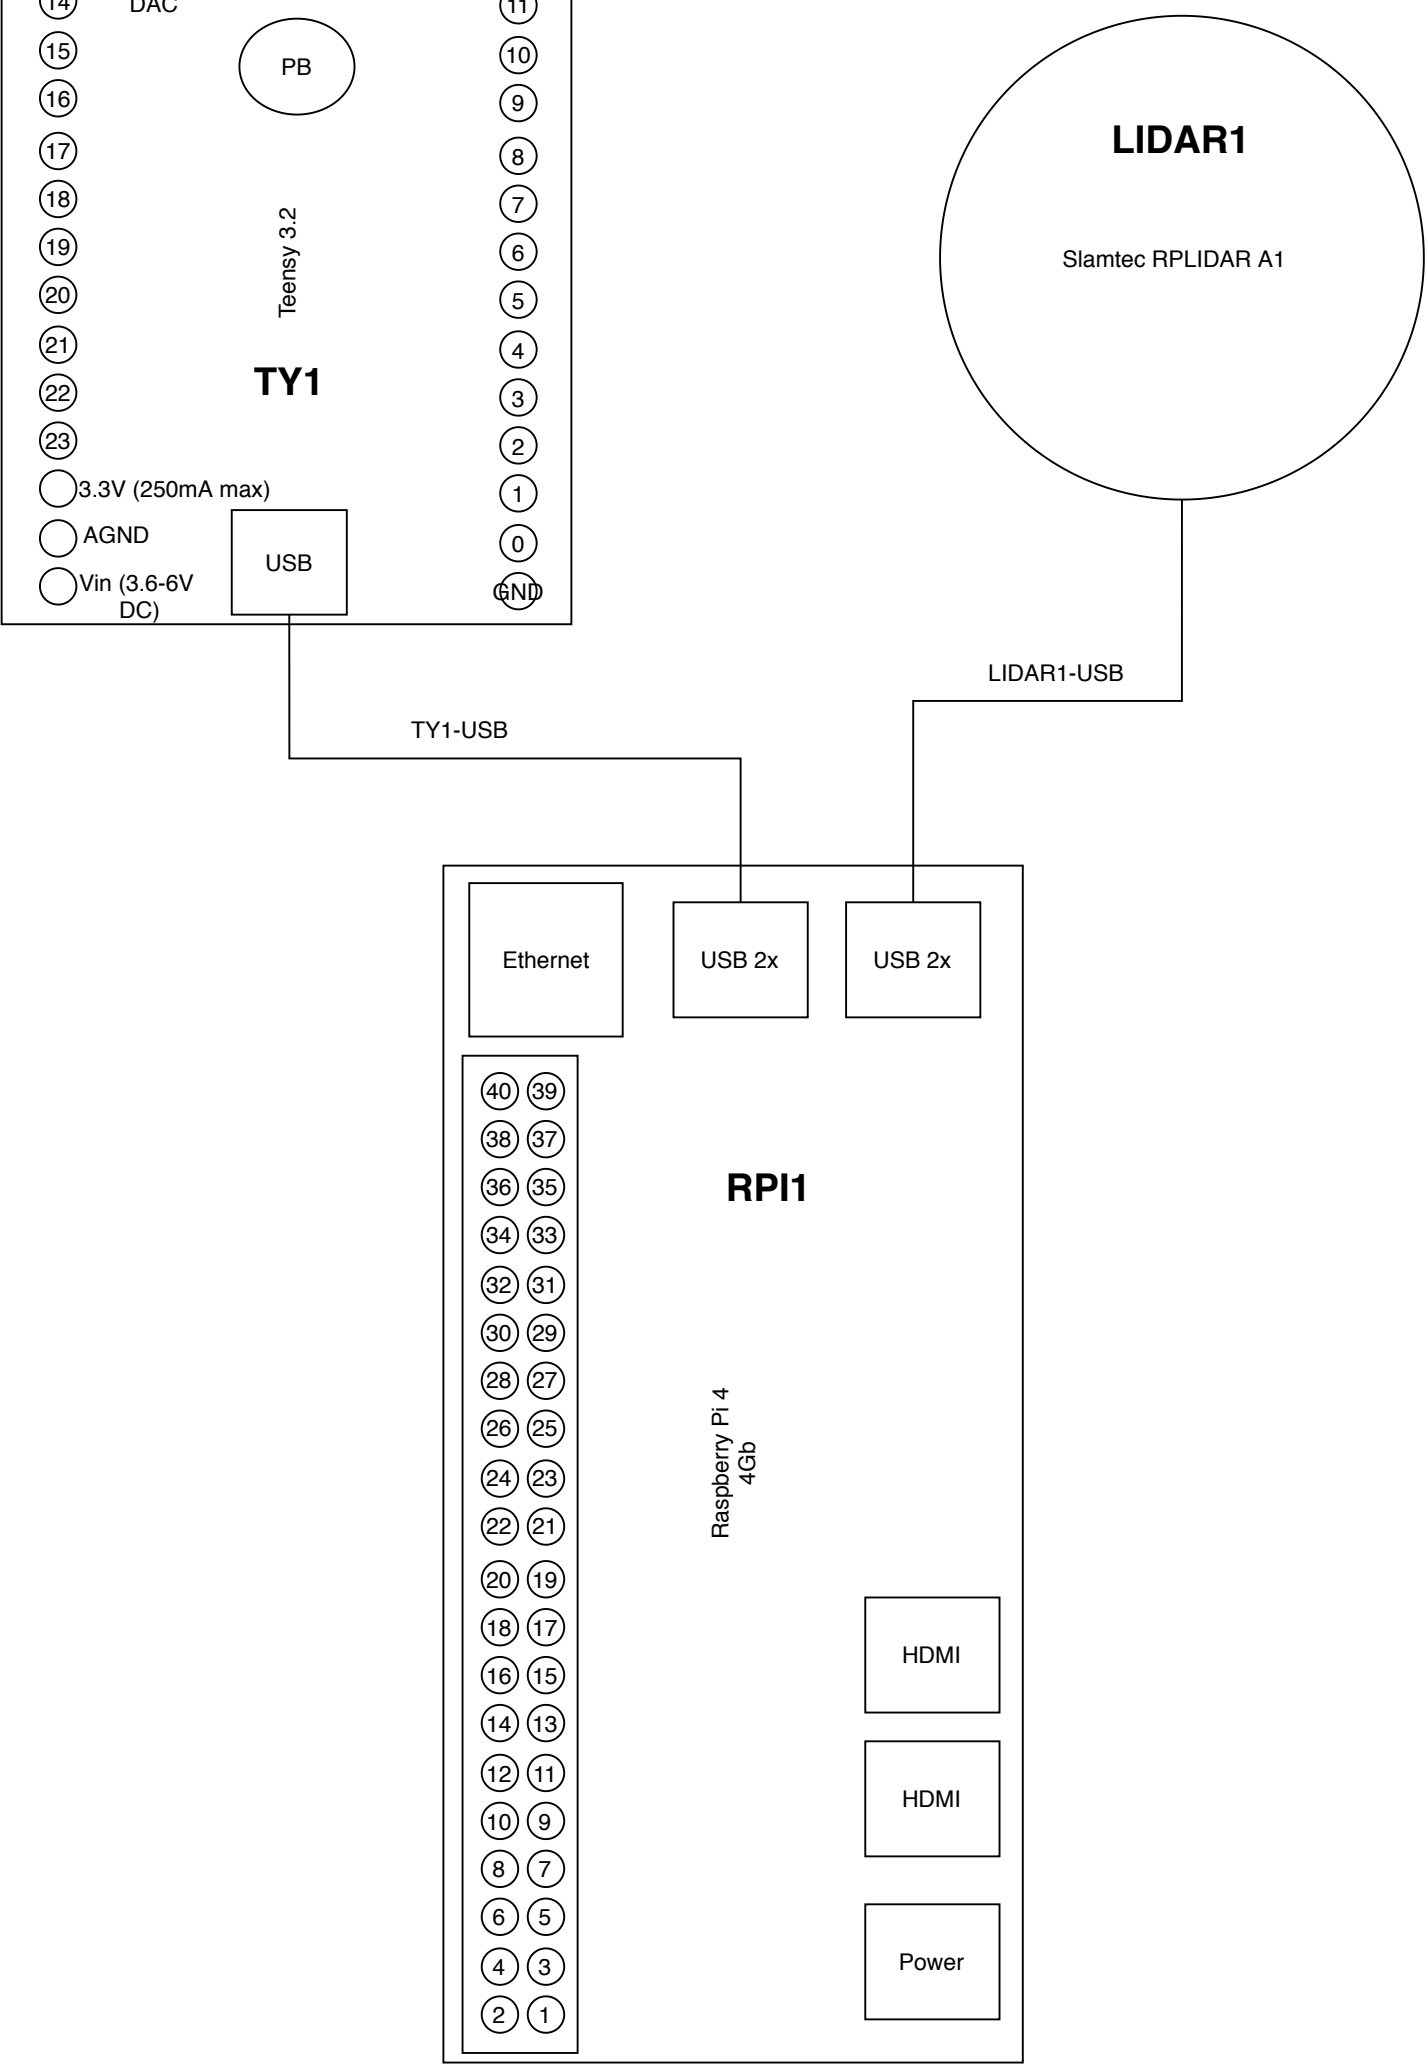 14
DAC
11
15
PB
10
16
9
17
8
18
7
19
Teensy 3.2
6
20
5
21
4
22
TY1
3
23
2
3.3V (250mA max)
1
AGND
USB
0
Vin (3.6-6V
DC)
GND
LIDAR1
Slamtec RPLIDAR A1
LIDAR1-USB
TY1-USB
Ethernet
USB 2x
USB 2x
40 39
38 37
36 35
34 33
32 31
30 29
28 27
26 25
24 23
22 21
20 19
18 17
16 15
14 13
12 11
10 9
8 7
6 5
4 3
2 1
RPI1
Raspberry Pi 4
4Gb
HDMI
HDMI
Power